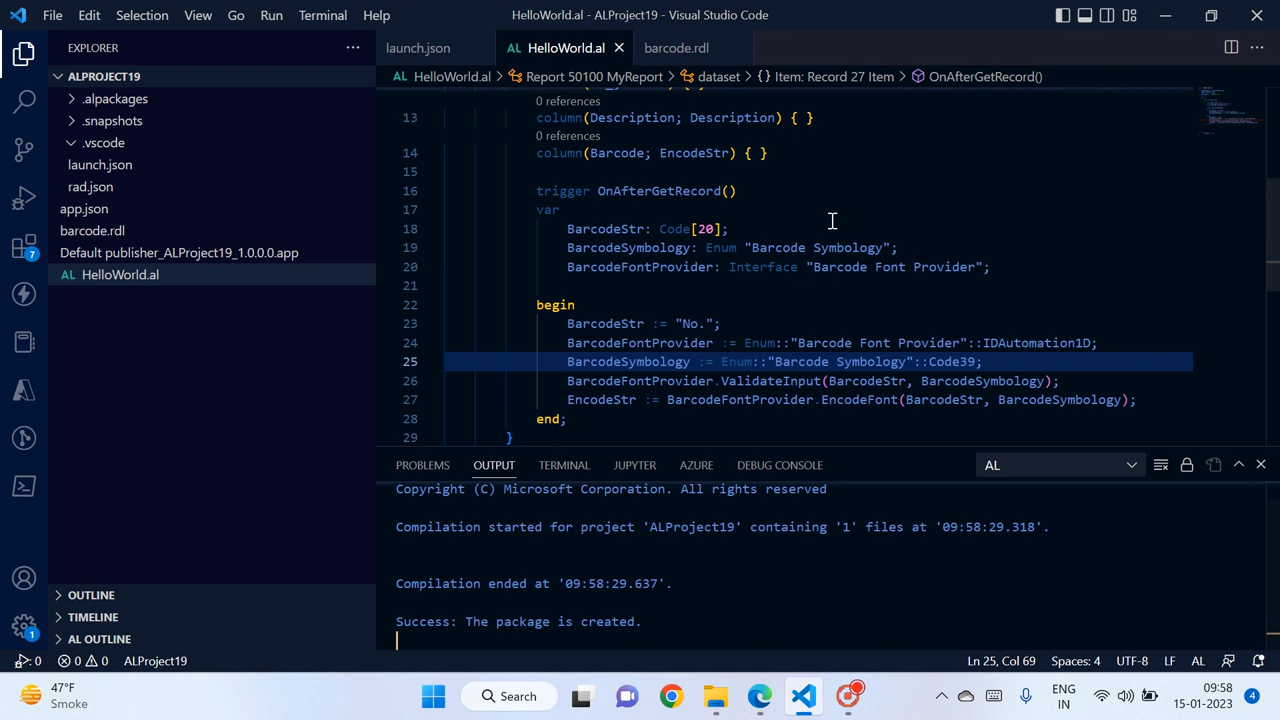 File Edit Selection View Go Run Terminal Help HelloWorld.al - ALProject19 - Visual Studio Code
EXPLORER
launch.json AL HelloWorld.al barcode.rdl
ALPROJECT19
AL HelloWorld.al > Report 50100 MyReport > dataset > {} Item: Record 27 Item > OnAfterGetRecord()
.alpackages
.snapshots
.vscode
launch.json
rad.json
app.json
barcode.rdl
Default publisher_ALProject19_1.0.0.0.app
AL HelloWorld.al
0 references
13 column(Description; Description) { }
0 references
14 column(Barcode; EncodeStr) { }
15
16 trigger OnAfterGetRecord()
17 var
18 BarcodeStr: Code[20];
19 BarcodeSymbology: Enum "Barcode Symbology";
20 BarcodeFontProvider: Interface "Barcode Font Provider";
21
22 begin
23 BarcodeStr := "No.";
24 BarcodeFontProvider := Enum::"Barcode Font Provider"::IDAutomation1D;
25 BarcodeSymbology := Enum::"Barcode Symbology"::Code39;
26 BarcodeFontProvider.ValidateInput(BarcodeStr, BarcodeSymbology);
27 EncodeStr := BarcodeFontProvider.EncodeFont(BarcodeStr, BarcodeSymbology);
28 end;
29 }
PROBLEMS OUTPUT TERMINAL JUPYTER AZURE DEBUG CONSOLE AL
Copyright (C) Microsoft Corporation. All rights reserved
Compilation started for project 'ALProject19' containing '1' files at '09:58:29.318'.
Compilation ended at '09:58:29.637'.
Success: The package is created.
7
1
OUTLINE
TIMELINE
AL OUTLINE
0 0 0 ALProject19 Ln 25, Col 69 Spaces: 4 UTF-8 LF AL
47°F
Smoke
Search
ENG
IN
09:58
15-01-2023
4